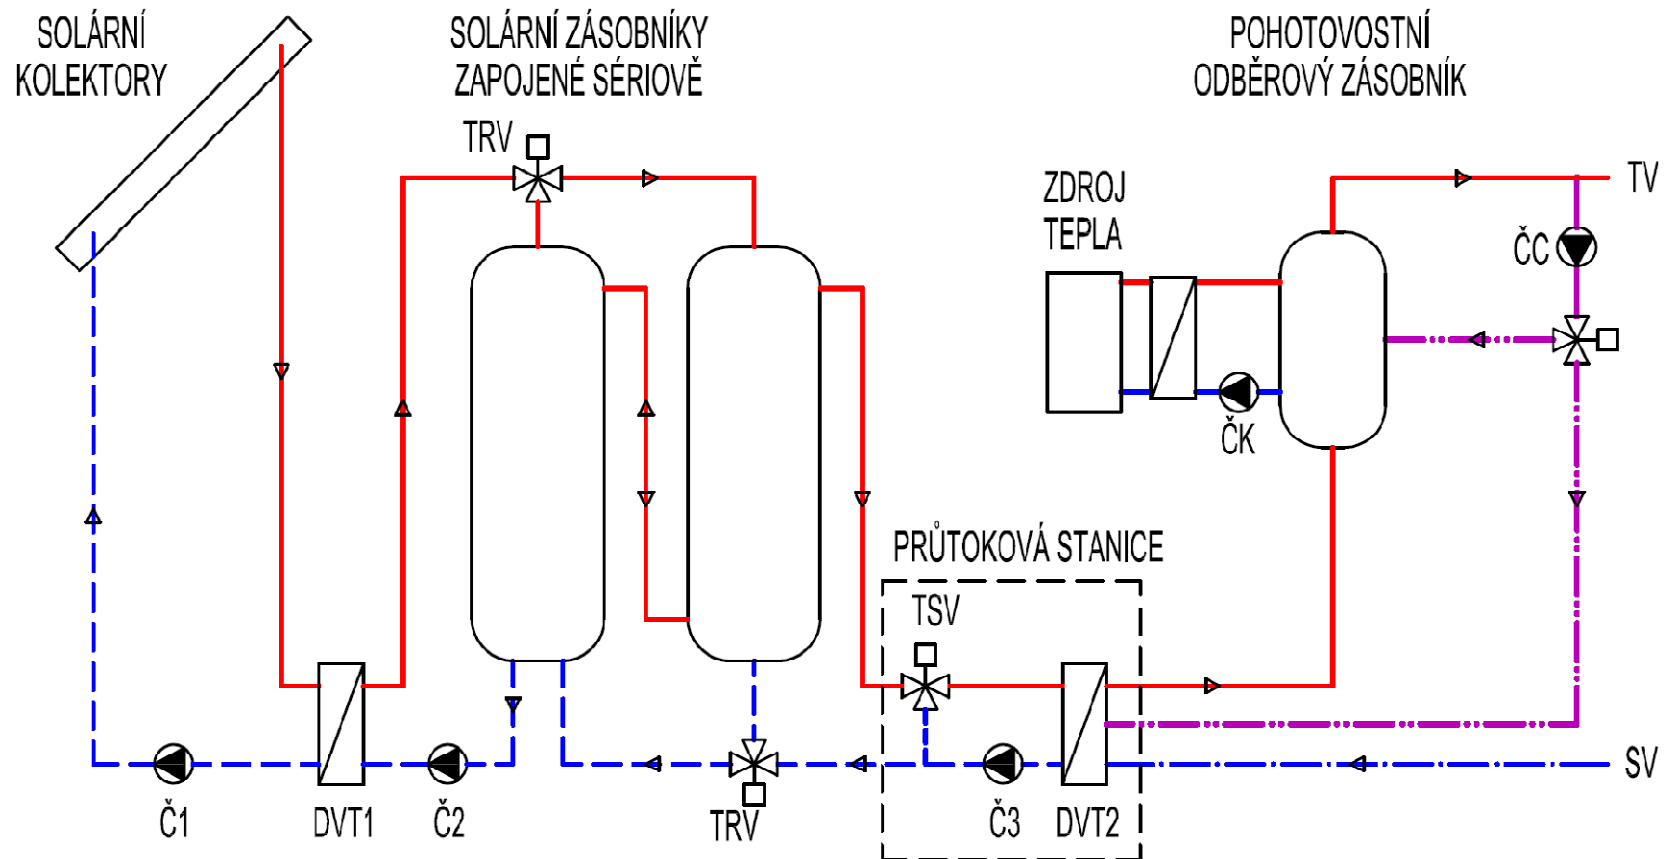 SOLÁRNÍ
KOLEKTORY
SOLÁRNÍ ZÁSOBNÍKY
ZAPOJENÉ SÉRIOVĚ
POHOTOVOSTNÍ
ODBĚROVÝ ZÁSOBNÍK
TRV
ZDROJ
TEPLA
TV
ČC
ČK
PRŮTOKOVÁ STANICE
TSV
SV
Č1
DVT1
Č2
TRV
Č3
DVT2